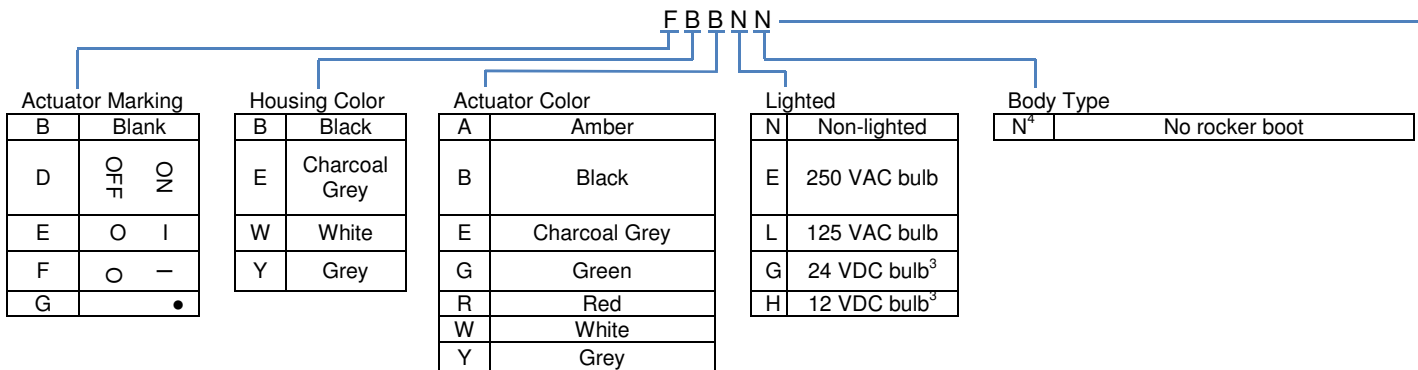 F B B N N
Actuator Marking
B Blank
D OFF ON
E O I
F O –
G •
Housing Color
B Black
E Charcoal
Grey
W White
Y Grey
Actuator Color
A Amber
B Black
E Charcoal Grey
G Green
R Red
W White
Y Grey
Lighted
N Non-lighted
E 250 VAC bulb
L 125 VAC bulb
G 24 VDC bulb³
H 12 VDC bulb³
Body Type
N⁴ No rocker boot